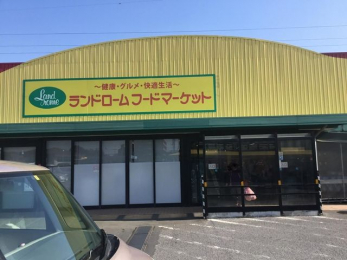 ～健康・グルメ・快適生活～
Land rome
ランドロームフードマーケット